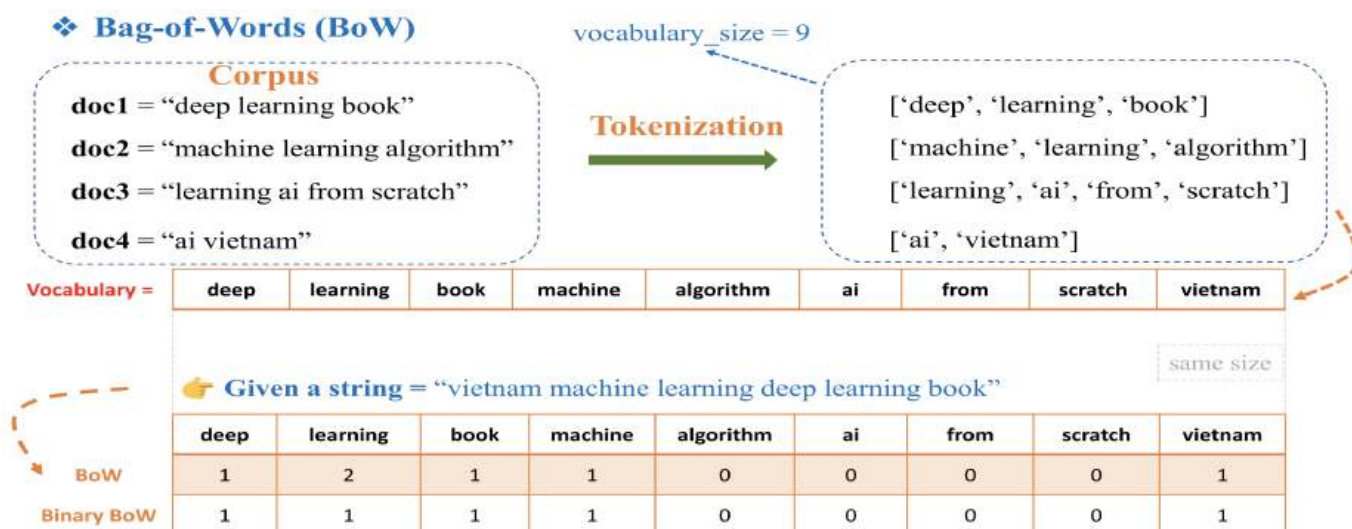 ❖ Bag-of-Words (BoW)
vocabulary_size = 9
Corpus
doc1 = “deep learning book”
doc2 = “machine learning algorithm”
doc3 = “learning ai from scratch”
doc4 = “ai vietnam”
Tokenization
[‘deep’, ‘learning’, ‘book’]
[‘machine’, ‘learning’, ‘algorithm’]
[‘learning’, ‘ai’, ‘from’, ‘scratch’]
[‘ai’, ‘vietnam’]
Vocabulary = deep learning book machine algorithm ai from scratch vietnam
same size
👉 Given a string = “vietnam machine learning deep learning book”
deep learning book machine algorithm ai from scratch vietnam
BoW 1 2 1 1 0 0 0 0 1
Binary BoW 1 1 1 1 0 0 0 0 1